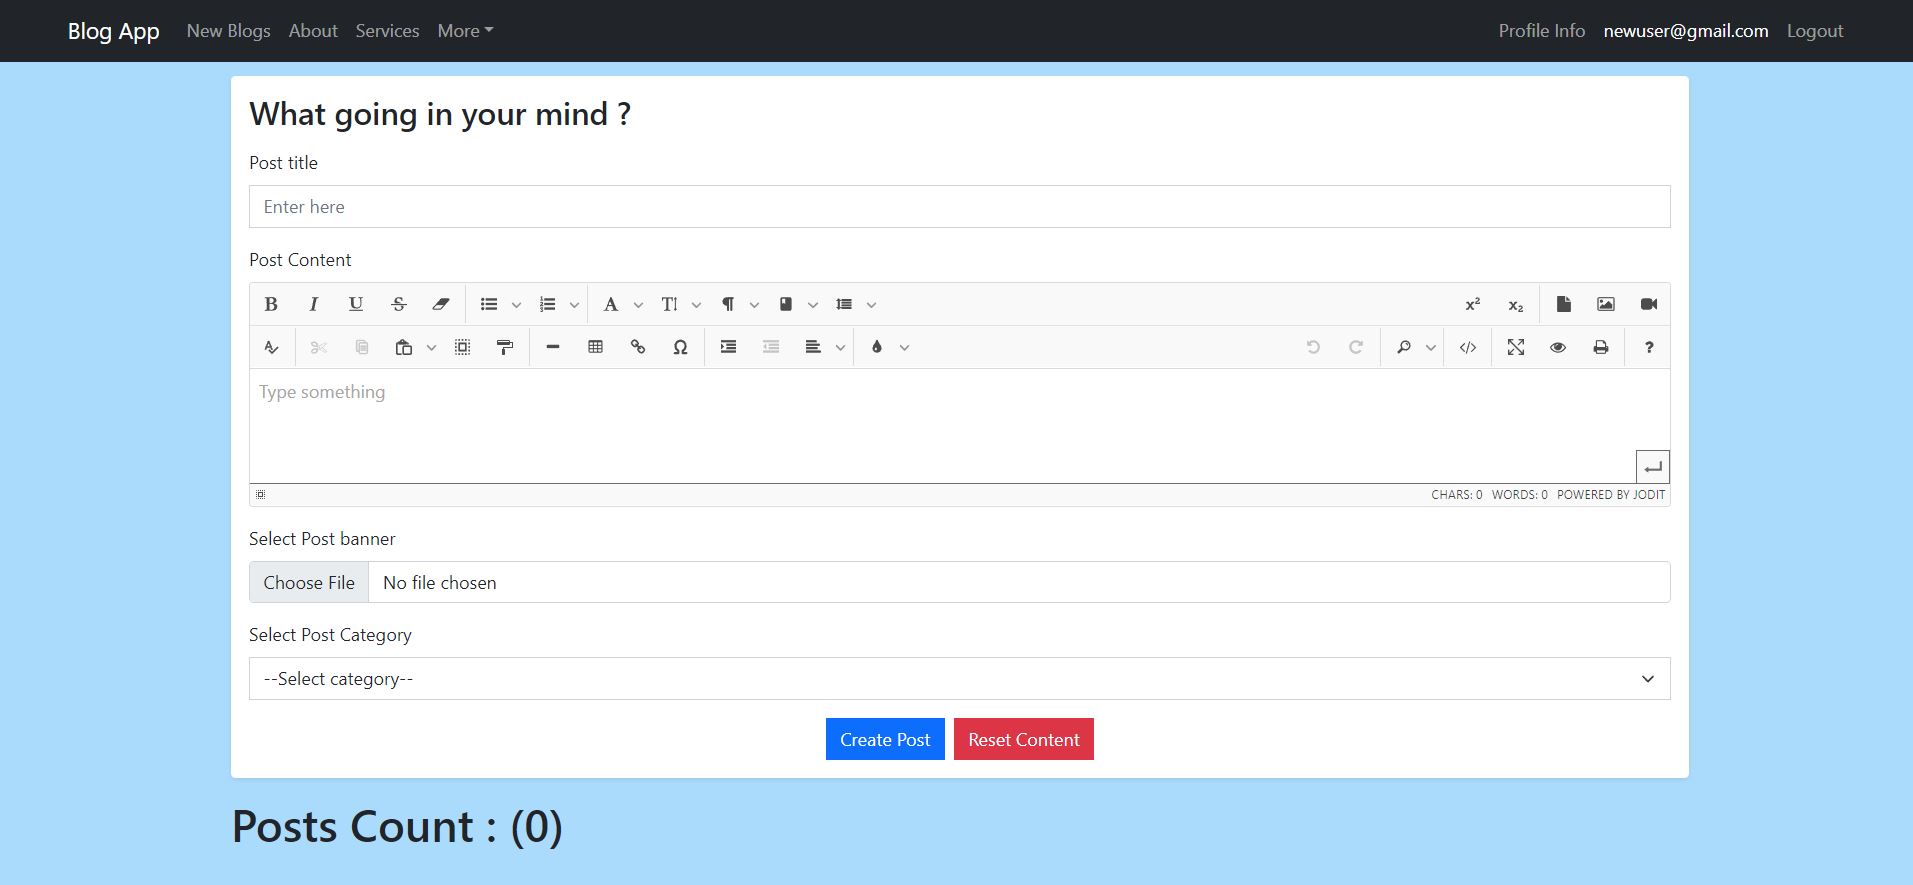 Blog App New Blogs About Services More Profile Info newuser@gmail.com Logout
What going in your mind ?
Post title
Enter here
Post Content
Type something
CHARS: 0 WORDS: 0 POWERED BY JODIT
Select Post banner
Choose File No file chosen
Select Post Category
--Select category--
Create Post Reset Content
Posts Count : (0)